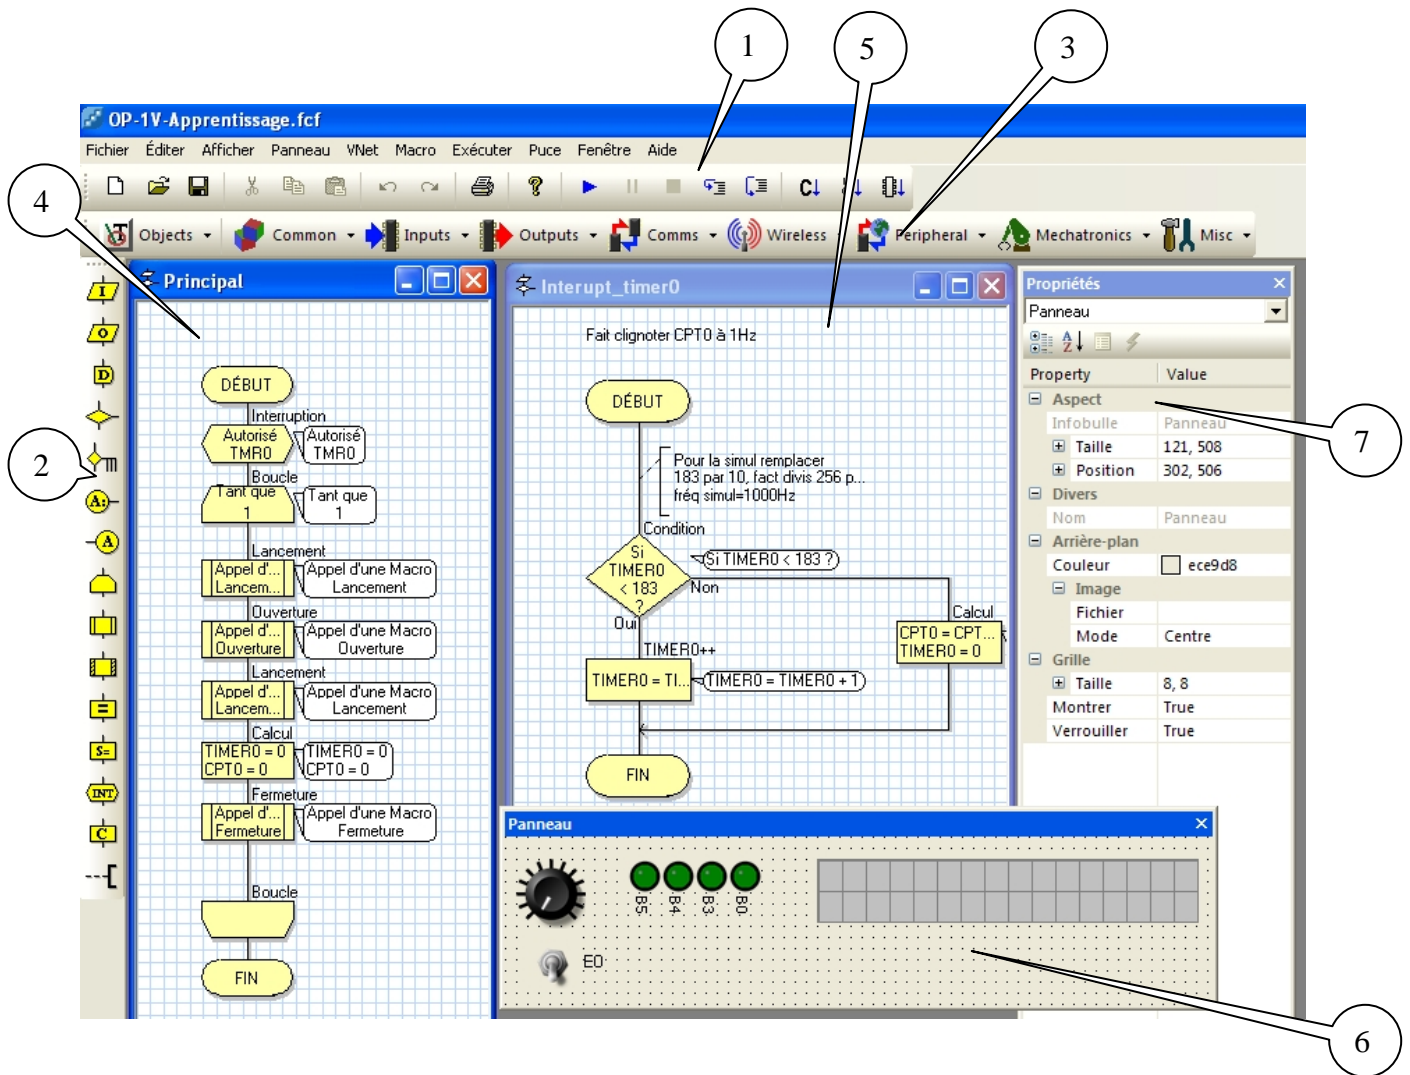 1
5
3
OP-1V-Apprentissage.fcf
Fichier Éditer Afficher Panneau VNet Macro Exécuter Puce Fenêtre Aide
4
Objects Common Inputs Outputs Comms Wireless Peripheral Mechatronics Misc
Principal
DÉBUT
Interruption
Autorisé
TMR0
Autorisé
TMR0
Boucle
Tant que
1
Tant que
1
Lancement
Appel d'...
Lancem...
Appel d'une Macro
Lancement
Ouverture
Appel d'...
Ouverture
Appel d'une Macro
Ouverture
Lancement
Appel d'...
Lancem...
Appel d'une Macro
Lancement
Calcul
TIMER0 = 0
CPT0 = 0
TIMER0 = 0
CPT0 = 0
Fermeture
Appel d'...
Fermeture
Appel d'une Macro
Fermeture
Boucle
FIN
2
I
O
D
A:
A
=
S=
INT
C
Interupt_timer0
Fait clignoter CPT0 à 1Hz
DÉBUT
Pour la simul remplacer
183 par 10, fact divis 256 p...
fréq simul=1000Hz
Condition
Si
TIMER0
< 183
?
Si TIMER0 < 183 ?
Non
Oui
Calcul
CPT0 = CPT...
TIMER0 = 0
TIMER0++
TIMER0 = TI...
TIMER0 = TIMER0 + 1
FIN
Propriétés
Panneau
Property Value
Aspect
Infobulle Panneau
Taille 121, 508
Position 302, 506
Divers
Nom Panneau
Arrière-plan
Couleur ece9d8
Image
Fichier
Mode Centre
Grille
Taille 8, 8
Montrer True
Verrouiller True
7
Panneau
B5 B4 B3 B0
E0
6